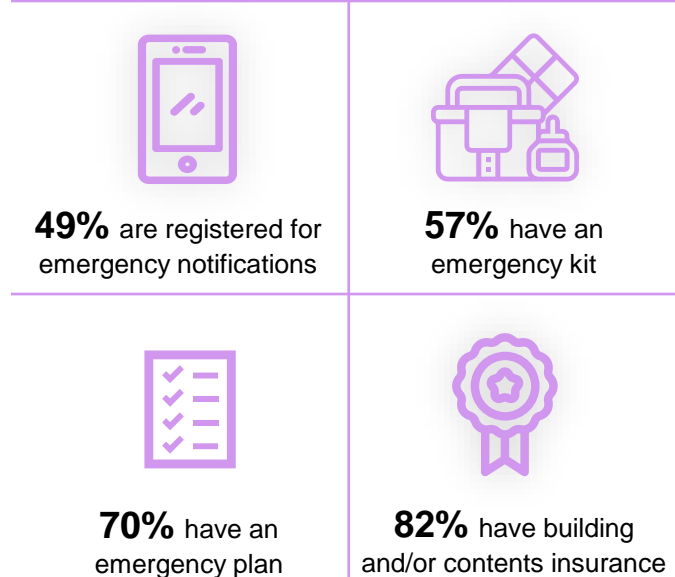 49% are registered for
emergency notifications
57% have an
emergency kit
70% have an
emergency plan
82% have building
and/or contents insurance